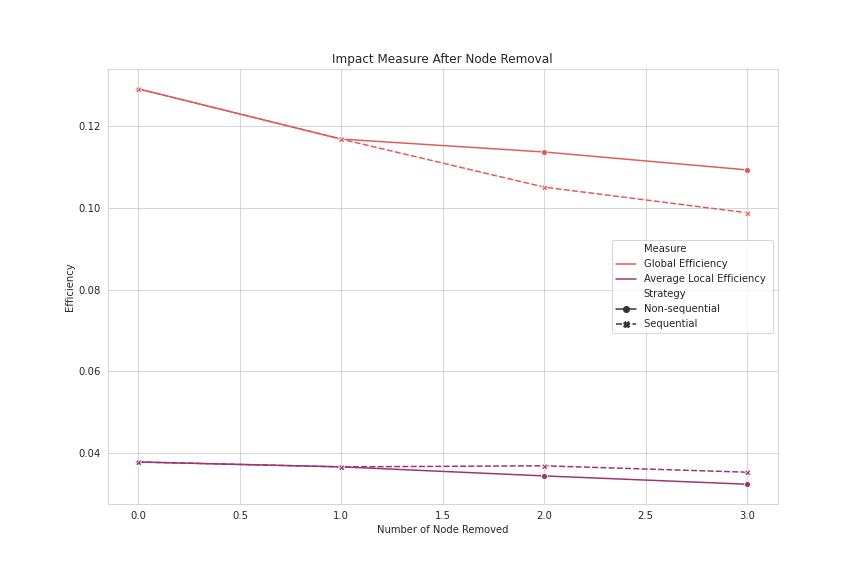 Impact Measure After Node Removal
0.12
0.10
0.08
0.06
0.04
Efficiency
Measure
Global Efficiency
Average Local Efficiency
Strategy
Non-sequential
Sequential
0.0 0.5 1.0 1.5 2.0 2.5 3.0
Number of Node Removed